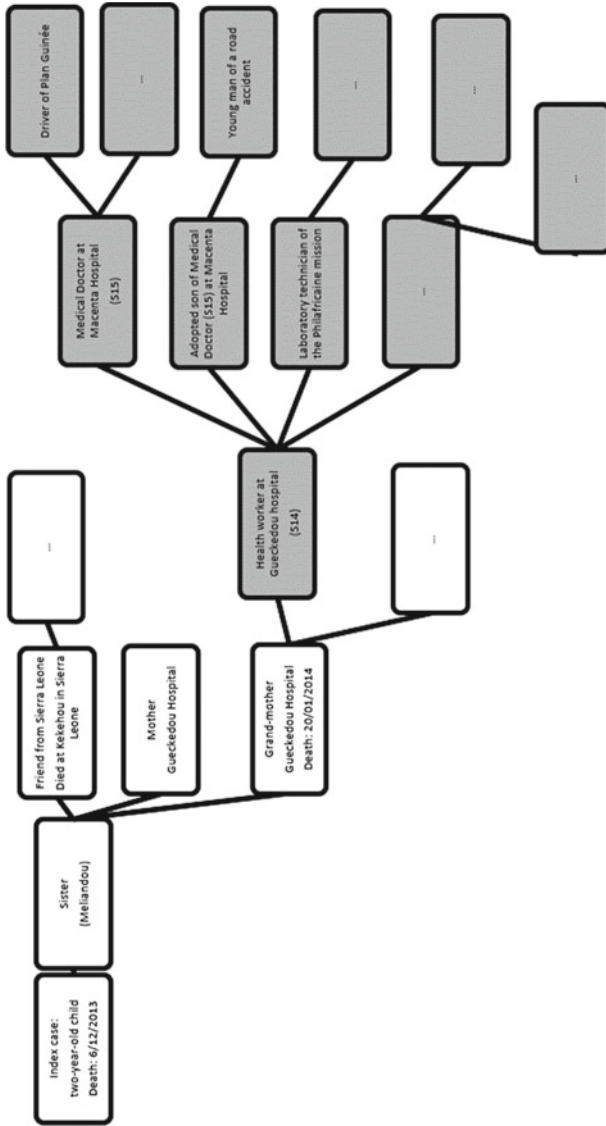 Index case:
two-year-old child
Death: 6/12/2013
Sister
(Meliandou)
Friend from Sierra Leone
Died at Kekehou in Sierra
Leone
...
Mother
Gueckedou Hospital
Grand-mother
Gueckedou Hospital
Death: 20/01/2014
...
Health worker at
Gueckedou hospital
(S14)
Medical Doctor at
Macenta Hospital
(S15)
Driver of Plan Guinée
...
Adopted son of Medical
Doctor (S15) at Macenta
Hospital
Young man of a road
accident
Laboratory technician of
the Philafricaine mission
...
...
...
...